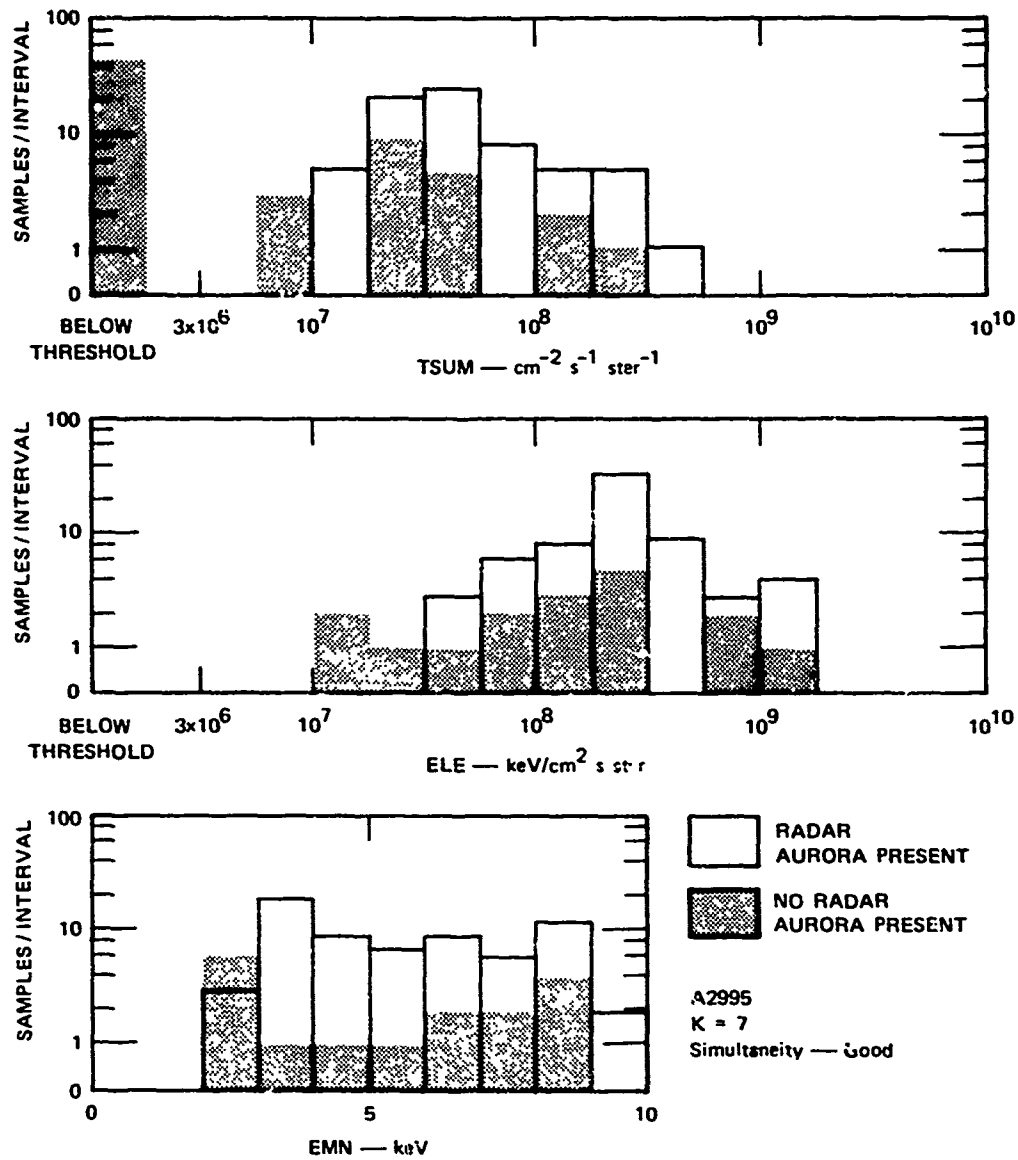 100
10
1
0
SAMPLES/INTERVAL
BELOW THRESHOLD
3x10^6
10^7
10^8
10^9
10^10
TSUM — cm^-2 s^-1 ster^-1
100
10
1
0
SAMPLES/INTERVAL
BELOW THRESHOLD
3x10^6
10^7
10^8
10^9
10^10
ELE — keV/cm^2 s
100
10
1
0
SAMPLES/INTERVAL
0
5
10
EMN — keV
RADAR
AURORA PRESENT
NO RADAR
AURORA PRESENT
A2995
K = 7
Simultaneity — Good